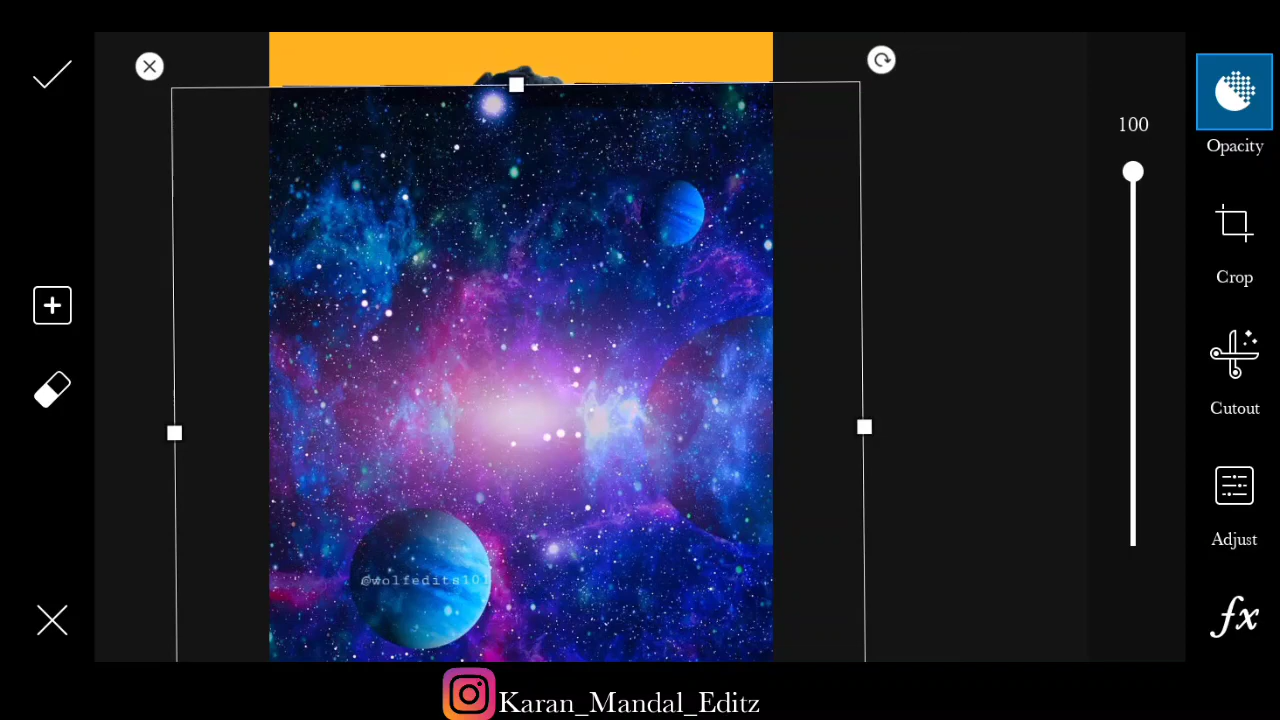 100
Opacity
Crop
Cutout
Adjust
fx
@wolfedits101
Karan_Mandal_Editz